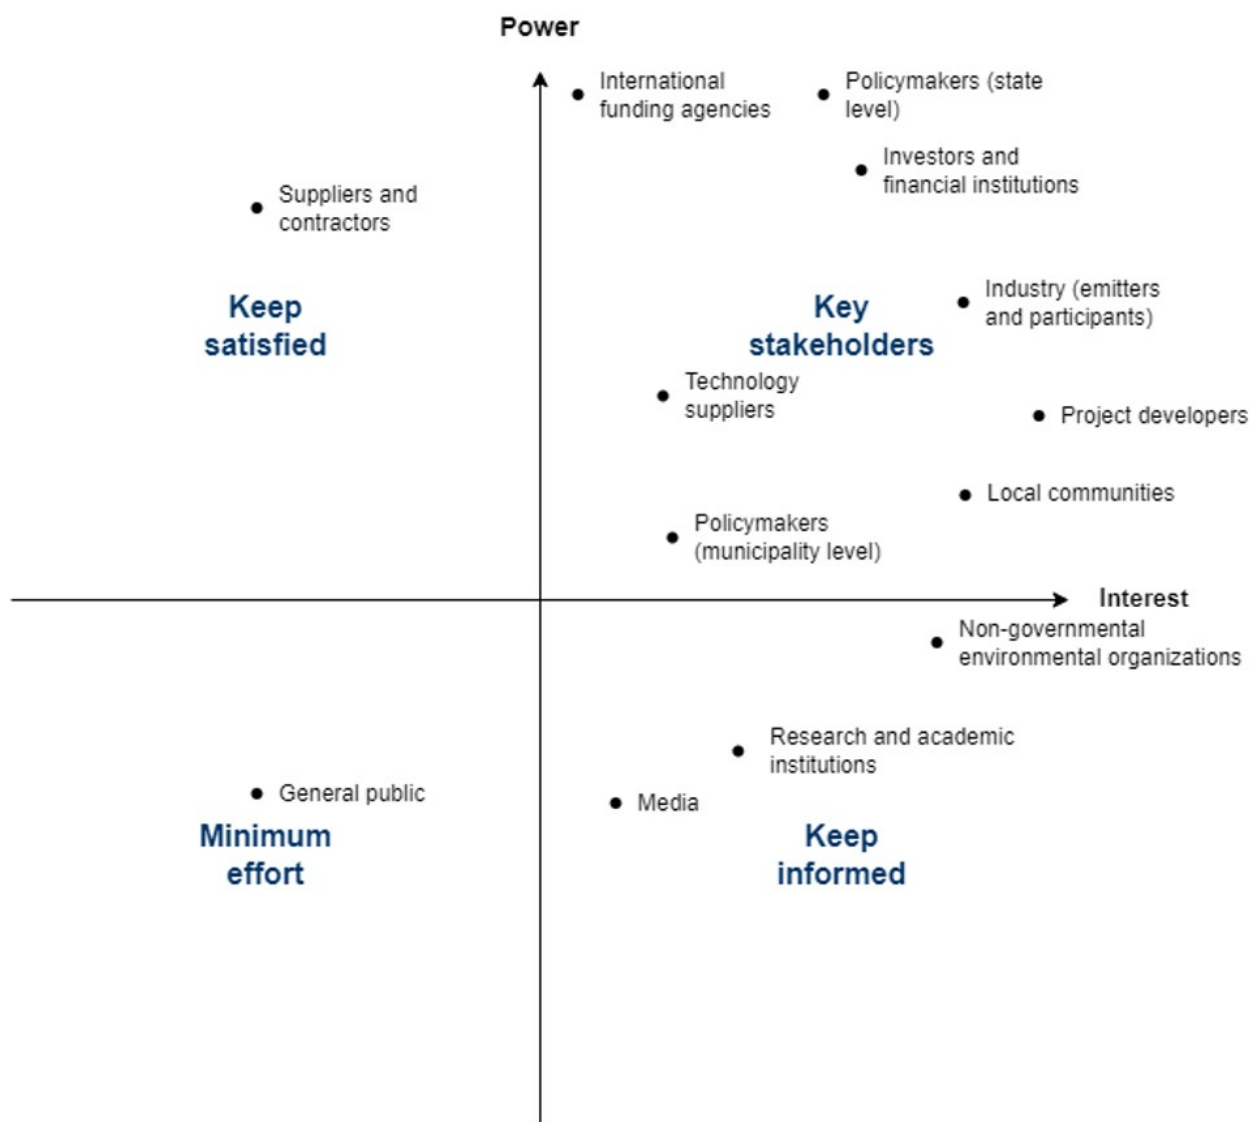 Power
International
funding agencies
Policymakers (state
level)
Investors and
financial institutions
Suppliers and
contractors
Keep
satisfied
Key
stakeholders
Industry (emitters
and participants)
Technology
suppliers
Project developers
Local communities
Policymakers
(municipality level)
Interest
Non-governmental
environmental organizations
Research and academic
institutions
General public
Media
Minimum
effort
Keep
informed